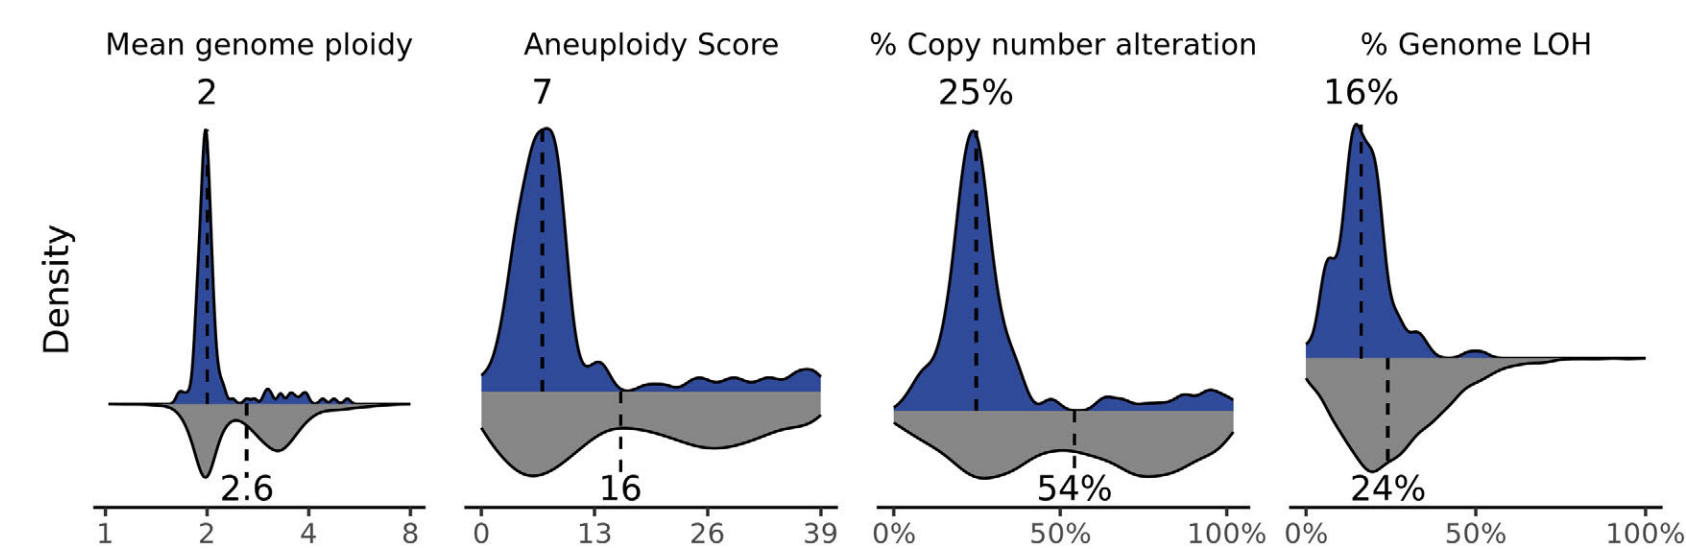 Mean genome ploidy
Aneuploidy Score
% Copy number alteration
% Genome LOH
2
7
25%
16%
Density
2.6
16
54%
24%
1 2 4 8
0 13 26 39
0% 50% 100%
0% 50% 100%